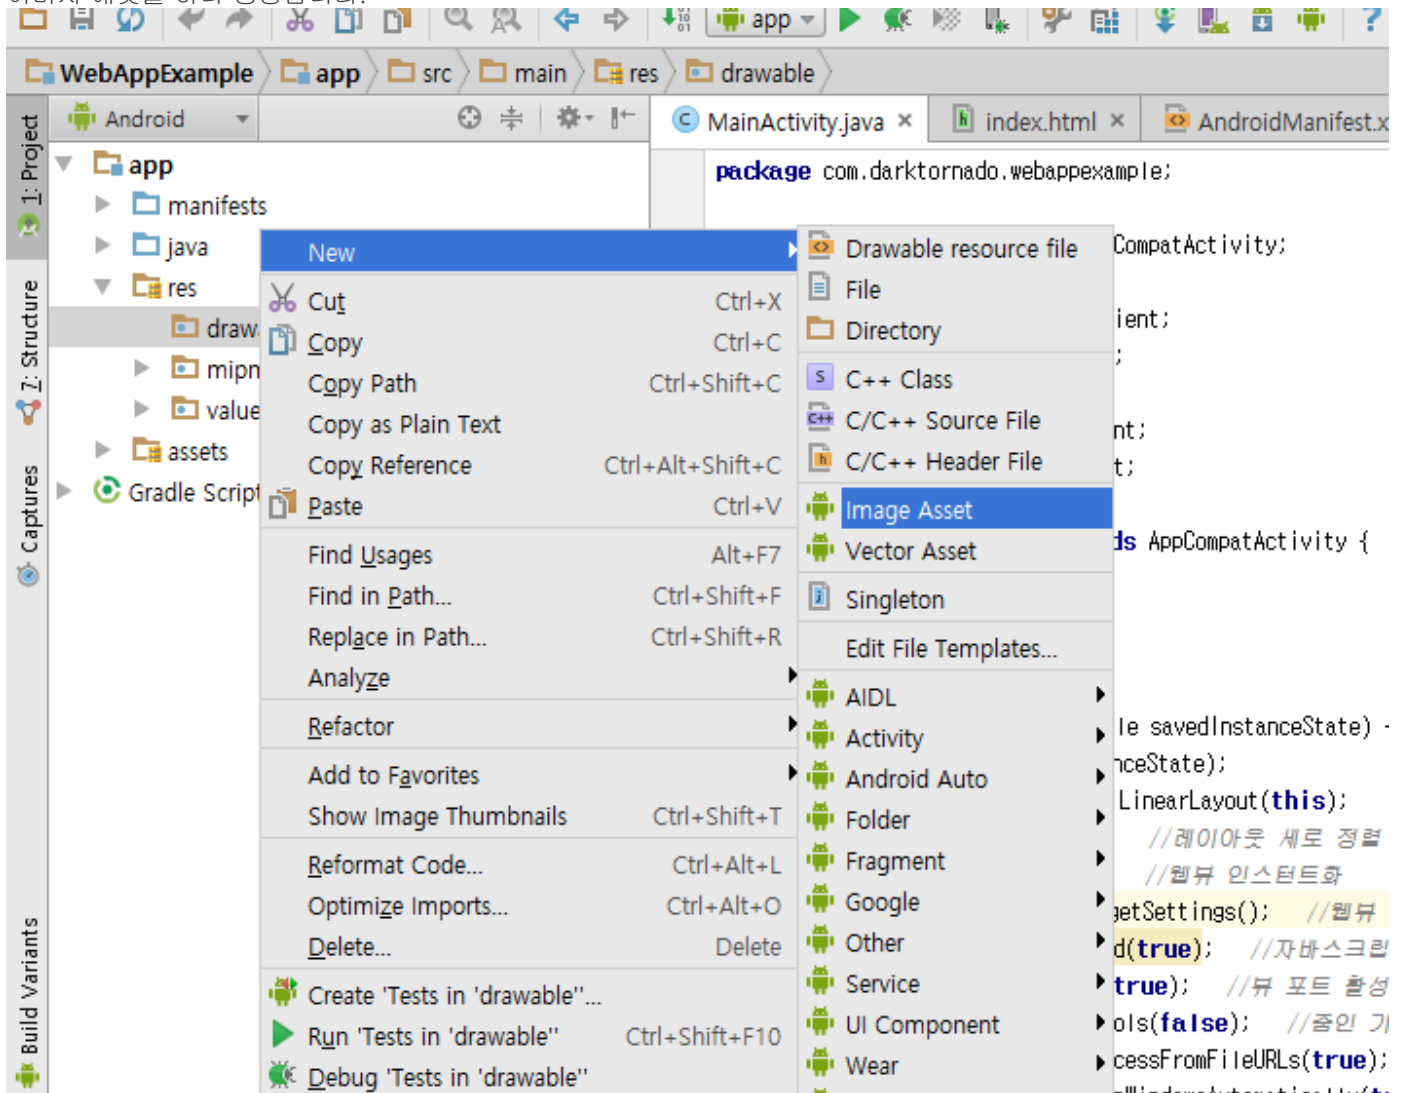 app
WebAppExample app src main res drawable
1: Project
7: Structure
Captures
Build Variants
Android
app
manifests
java
res
draw
mipm
value
assets
Gradle Script
MainActivity.java
index.html
AndroidManifest.x
package com.darktornado.webappexample;
CompatActivity;
ient;
;
nt;
t;
ds AppCompatActivity {
le savedInstanceState)
nceState);
LinearLayout(this);
//레이아웃 세로 정렬
//웹뷰 인스턴트화
getSettings(); //웹뷰
d(true); //자바스크립
true); //뷰 포트 활성
ols(false); //줌인
cessFromFileURLs(true);
New
Cut Ctrl+X
Copy Ctrl+C
Copy Path Ctrl+Shift+C
Copy as Plain Text
Copy Reference Ctrl+Alt+Shift+C
Paste Ctrl+V
Find Usages Alt+F7
Find in Path... Ctrl+Shift+F
Replace in Path... Ctrl+Shift+R
Analyze
Refactor
Add to Favorites
Show Image Thumbnails Ctrl+Shift+T
Reformat Code... Ctrl+Alt+L
Optimize Imports... Ctrl+Alt+O
Delete... Delete
Create 'Tests in 'drawable''...
Run 'Tests in 'drawable'' Ctrl+Shift+F10
Debug 'Tests in 'drawable''
Drawable resource file
File
Directory
C++ Class
C/C++ Source File
C/C++ Header File
Image Asset
Vector Asset
Singleton
Edit File Templates...
AIDL
Activity
Android Auto
Folder
Fragment
Google
Other
Service
UI Component
Wear